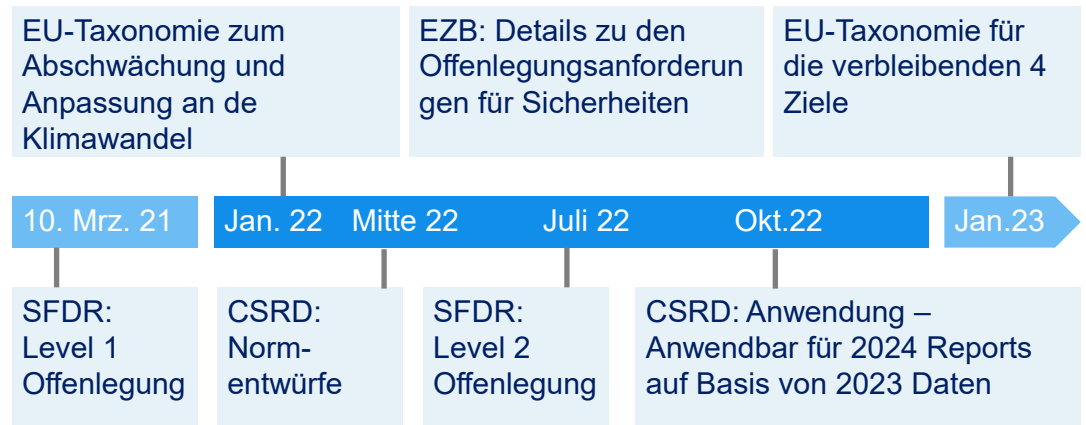 EU-Taxonomie zum
Abschwächung und
Anpassung an de
Klimawandel
EZB: Details zu den
Offenlegungsanforderun
gen für Sicherheiten
EU-Taxonomie für
die verbleibenden 4
Ziele
10. Mrz. 21
Jan. 22
Mitte 22
Juli 22
Okt.22
Jan.23
SFDR:
Level 1
Offenlegung
CSRD:
Norm-
entwürfe
SFDR:
Level 2
Offenlegung
CSRD: Anwendung –
Anwendbar für 2024 Reports
auf Basis von 2023 Daten